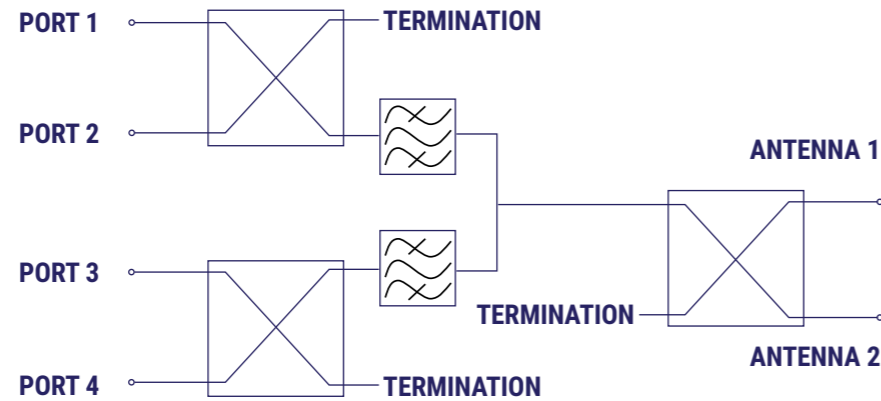 PORT 1
TERMINATION
PORT 2
ANTENNA 1
PORT 3
TERMINATION
ANTENNA 2
PORT 4
TERMINATION